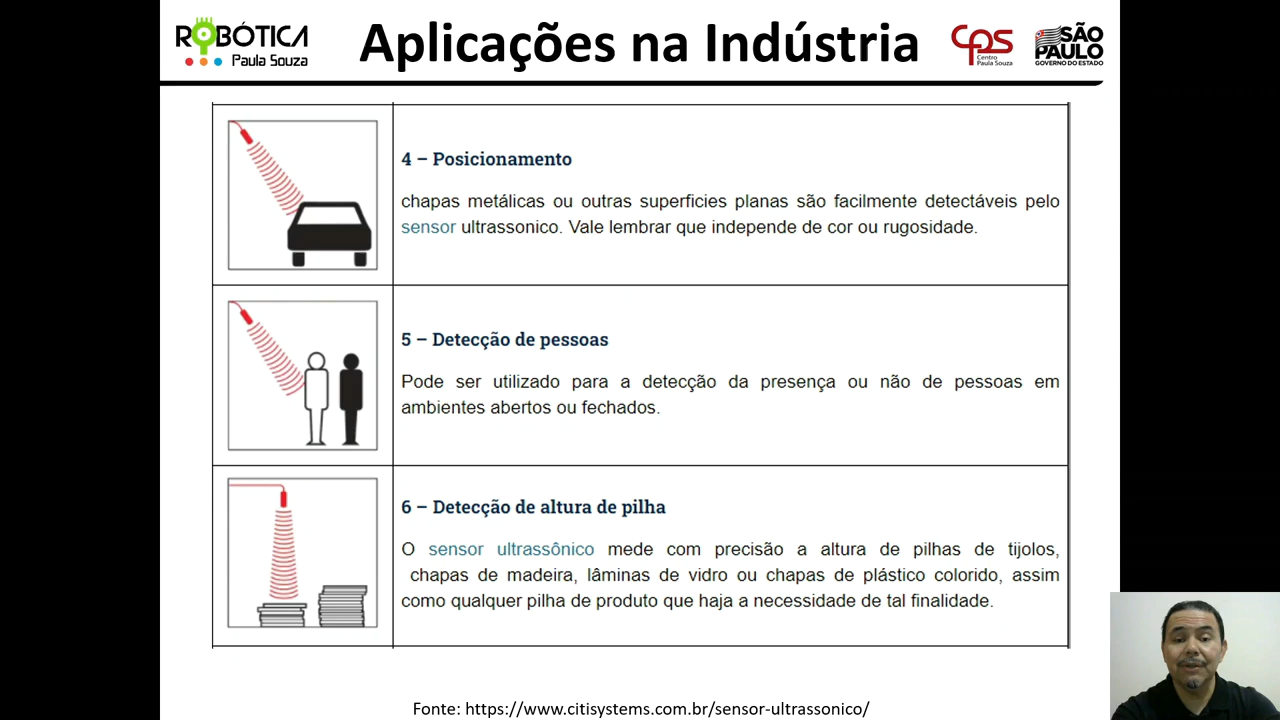 ROBÓTICA
Paula Souza
Aplicações na Indústria
CPS
Centro
Paula Souza
SÃO
PAULO
GOVERNO DO ESTADO
4 – Posicionamento
chapas metálicas ou outras superficies planas são facilmente detectáveis pelo
sensor ultrassonico. Vale lembrar que independe de cor ou rugosidade.
5 – Detecção de pessoas
Pode ser utilizado para a detecção da presença ou não de pessoas em
ambientes abertos ou fechados.
6 – Detecção de altura de pilha
O sensor ultrassônico mede com precisão a altura de pilhas de tijolos,
chapas de madeira, lâminas de vidro ou chapas de plástico colorido, assim
como qualquer pilha de produto que haja a necessidade de tal finalidade.
Fonte: https://www.citisystems.com.br/sensor-ultrassonico/